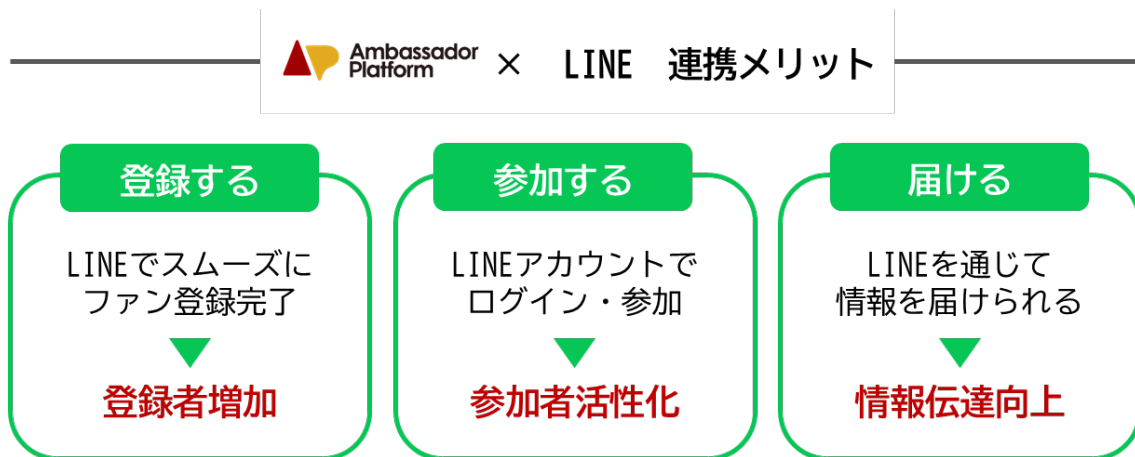 Ambassador Platform × LINE 連携メリット
登録する
LINEでスムーズに
ファン登録完了
登録者増加
参加する
LINEアカウントで
ログイン・参加
参加者活性化
届ける
LINEを通じて
情報を届けられる
情報伝達向上